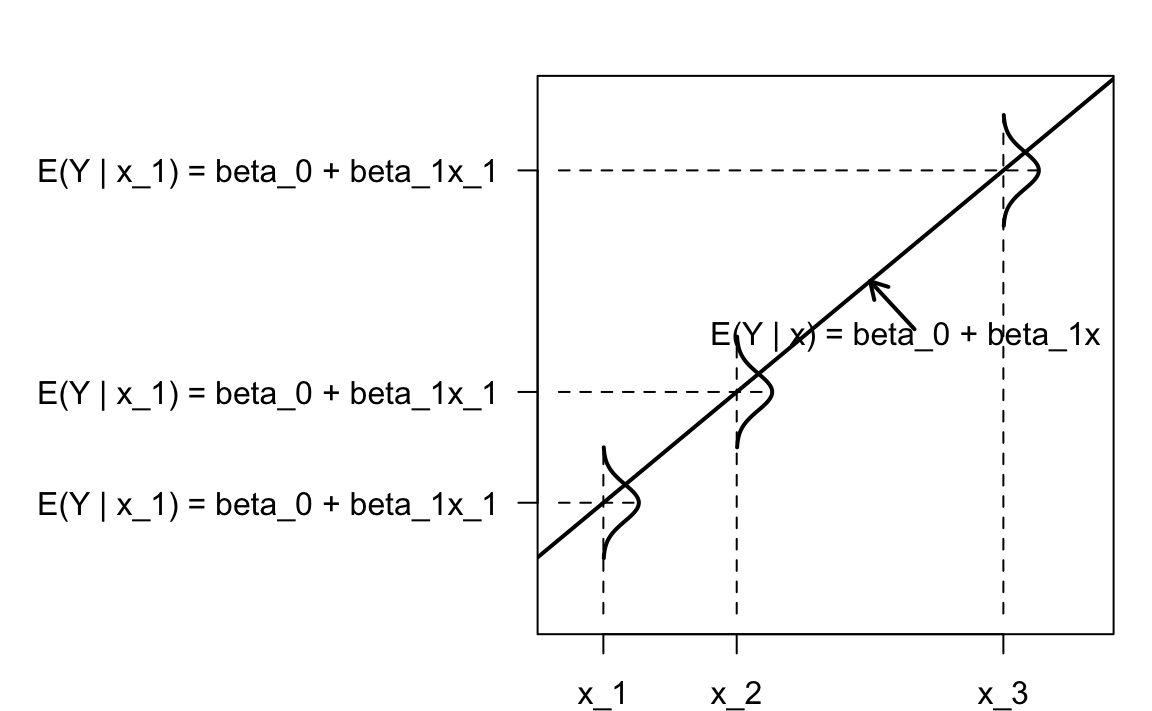 E(Y | x_1) = beta_0 + beta_1x_1
E(Y | x) = beta_0 + beta_1x
E(Y | x_1) = beta_0 + beta_1x_1
E(Y | x_1) = beta_0 + beta_1x_1
x_1
x_2
x_3